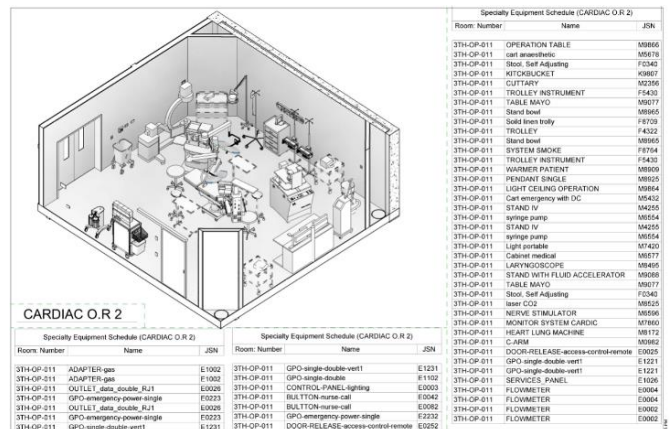 Specialty Equipment Schedule (CARDIAC O.R 2)
Room: Number Name JSN
3TH-OP-011 OPERATION TABLE M9866
3TH-OP-011 cart anaesthetic M5678
3TH-OP-011 Stool, Self Adjusting F0340
3TH-OP-011 KITCKBUCKET K9807
3TH-OP-011 CUTTARY M2356
3TH-OP-011 TROLLEY INSTRUMENT F5430
3TH-OP-011 TABLE MAYO M9077
3TH-OP-011 Stand bowl M8965
3TH-OP-011 Soild linen trolly F8709
3TH-OP-011 TROLLEY F4322
3TH-OP-011 Stand bowl M8965
3TH-OP-011 SYSTEM SMOKE F8764
3TH-OP-011 TROLLEY INSTRUMENT F5430
3TH-OP-011 WARMER PATIENT M8909
3TH-OP-011 PENDANT SINGLE M8925
3TH-OP-011 LIGHT CEILING OPERATION M9864
3TH-OP-011 Cart emergency with DC M5432
3TH-OP-011 STAND IV M4255
3TH-OP-011 syringe pump M6554
3TH-OP-011 STAND IV M4255
3TH-OP-011 syringe pump M6554
3TH-OP-011 Light portable M7420
3TH-OP-011 Cabinet medical M6577
3TH-OP-011 LARYNGOSCOPE M8495
3TH-OP-011 STAND WITH FLUID ACCELERATOR M9088
3TH-OP-011 TABLE MAYO M9077
3TH-OP-011 Stool, Self Adjusting F0340
3TH-OP-011 laser CO2 M8525
3TH-OP-011 NERVE STIMULATOR M6596
3TH-OP-011 MONITOR SYSTEM CARDIC M7860
3TH-OP-011 HEART LUNG MACHINE M8172
3TH-OP-011 C-ARM M0982
3TH-OP-011 DOOR-RELEASE-access-control-remote E0025
3TH-OP-011 GPO-single-double-vert1 E1221
3TH-OP-011 GPO-single-double-vert1 E1221
3TH-OP-011 SERVICES_PANEL E1026
3TH-OP-011 FLOWMETER E0004
3TH-OP-011 FLOWMETER E0004
3TH-OP-011 FLOWMETER E0002
3TH-OP-011 FLOWMETER E0002
CARDIAC O.R 2
Specialty Equipment Schedule (CARDIAC O.R 2)
Room: Number Name JSN
3TH-OP-011 ADAPTER-gas E1002
3TH-OP-011 ADAPTER-gas E1002
3TH-OP-011 OUTLET_data_double_RJ1 E0026
3TH-OP-011 GPO-emergency-power-single E0223
3TH-OP-011 OUTLET_data_double_RJ1 E0026
3TH-OP-011 GPO-emergency-power-single E0223
3TH-OP-011 GPO-single-double-vert1 E1231
Specialty Equipment Schedule (CARDIAC O.R 2)
Room: Number Name JSN
3TH-OP-011 GPO-single-double-vert1 E1231
3TH-OP-011 GPO-single-double E1102
3TH-OP-011 CONTROL-PANEL-lighting E0003
3TH-OP-011 BULTTON-nurse-call E0042
3TH-OP-011 BULTTON-nurse-call E0082
3TH-OP-011 GPO-emergency-power-single E2232
3TH-OP-011 DOOR-RELEASE-access-control-remote E0252